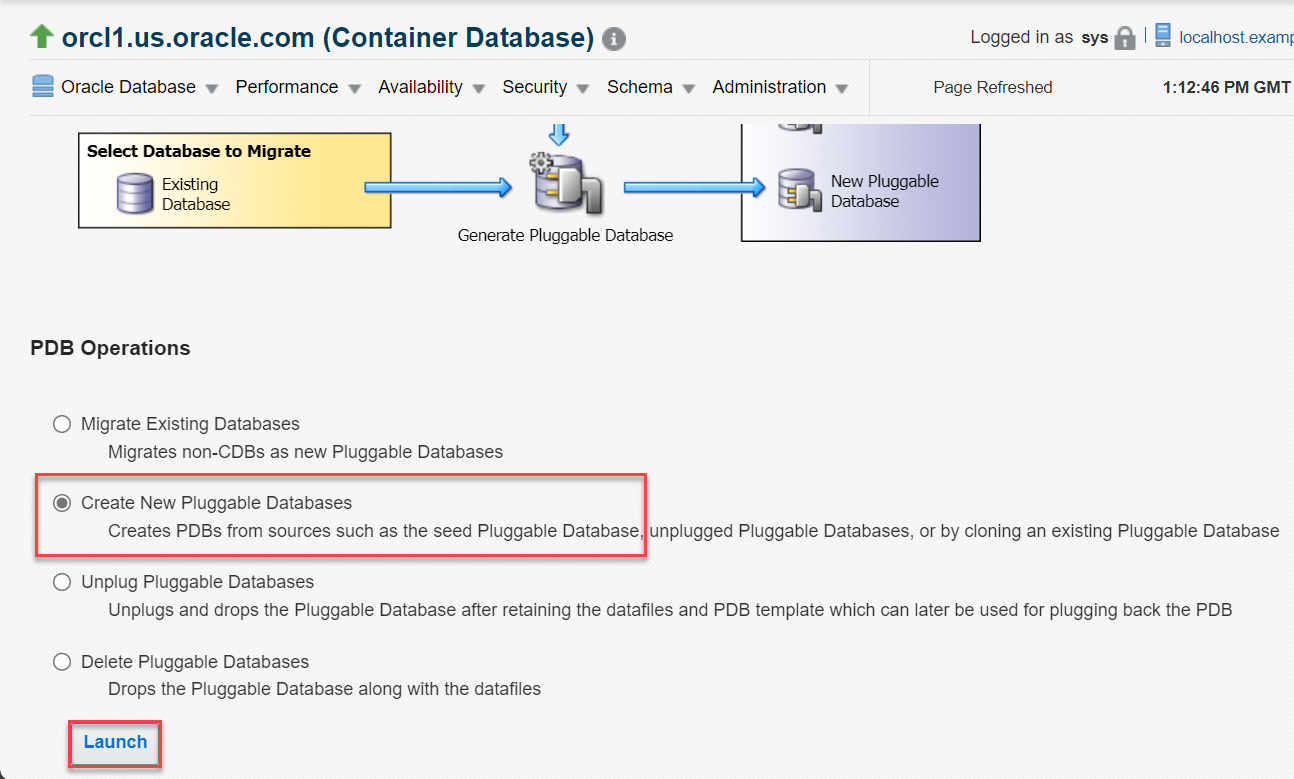 orcl1.us.oracle.com (Container Database)
Logged in as sys
localhost.examp
Oracle Database Performance Availability Security Schema Administration
Page Refreshed 1:12:46 PM GMT
Select Database to Migrate
Existing
Database
Generate Pluggable Database
New Pluggable
Database
PDB Operations
Migrate Existing Databases
Migrates non-CDBs as new Pluggable Databases
Create New Pluggable Databases
Creates PDBs from sources such as the seed Pluggable Database, unplugged Pluggable Databases, or by cloning an existing Pluggable Database
Unplug Pluggable Databases
Unplugs and drops the Pluggable Database after retaining the datafiles and PDB template which can later be used for plugging back the PDB
Delete Pluggable Databases
Drops the Pluggable Database along with the datafiles
Launch